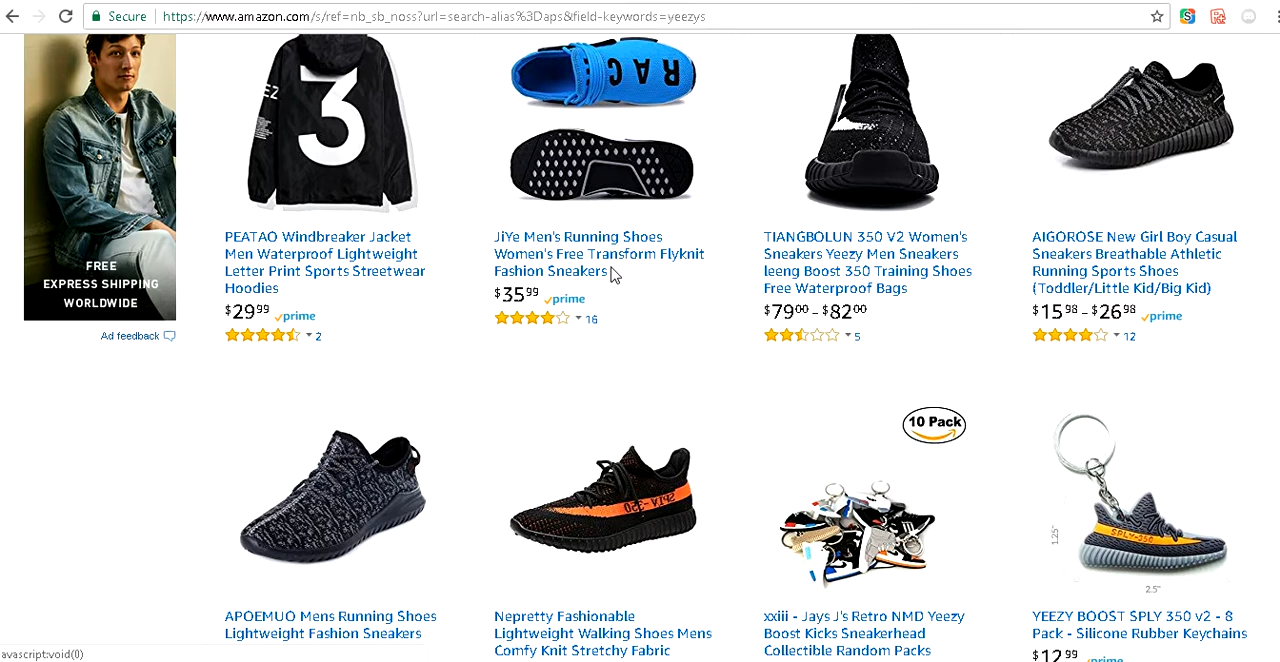 Secure
https://www.amazon.com/s/ref=nb_sb_noss?url=search-alias%3Daps&field-keywords=yeezys
S
FREE
EXPRESS SHIPPING
WORLDWIDE
Ad feedback
EZ
3
RAC
PEATAO Windbreaker Jacket
Men Waterproof Lightweight
Letter Print Sports Streetwear
Hoodies
$29 99 prime
2
JiYe Men's Running Shoes
Women's Free Transform Flyknit
Fashion Sneakers
$35 99 prime
16
TIANGBOLUN 350 V2 Women's
Sneakers Yeezy Men Sneakers
leeng Boost 350 Training Shoes
Free Waterproof Bags
$79 00 - $82 00
5
AIGOROSE New Girl Boy Casual
Sneakers Breathable Athletic
Running Sports Shoes
(Toddler/Little Kid/Big Kid)
$15 98 - $26 98 prime
12
SPLY-350
10 Pack
SPLY-350
1.25"
2.5"
APOEMUO Mens Running Shoes
Lightweight Fashion Sneakers
Nepretty Fashionable
Lightweight Walking Shoes Mens
Comfy Knit Stretchy Fabric
xxiii - Jays J's Retro NMD Yeezy
Boost Kicks Sneakerhead
Collectible Random Packs
YEEZY BOOST SPLY 350 v2 - 8
Pack - Silicone Rubber Keychains
$12 99 prime
avascript:void(0)